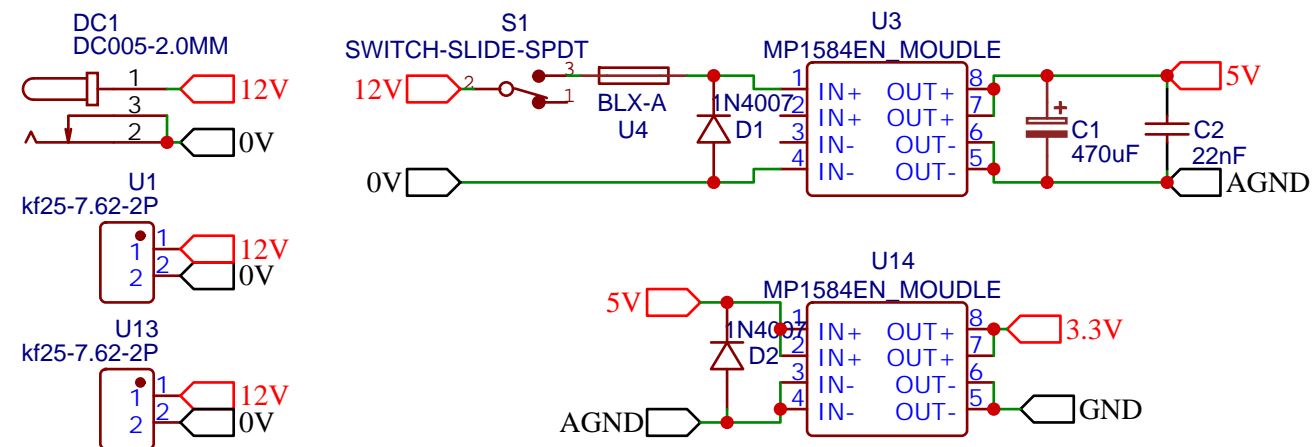 DC1
DC005-2.0MM
1
12V
3
2
0V
U1
kf25-7.62-2P
1 1 12V
2 2 0V
U13
kf25-7.62-2P
1 1 12V
2 2 0V
S1
SWITCH-SLIDE-SPDT
12V
2
3
1
BLX-A
U4
1N4007
D1
0V
U3
MP1584EN_MOUDLE
1 IN+ OUT+ 8
2 IN+ OUT+ 7
3 IN- OUT- 6
4 IN- OUT- 5
+
C1
470uF
C2
22nF
5V
AGND
U14
MP1584EN_MOUDLE
5V
1N4007
D2
AGND
1 IN+ OUT+ 8
2 IN+ OUT+ 7
3 IN- OUT- 6
4 IN- OUT- 5
3.3V
GND